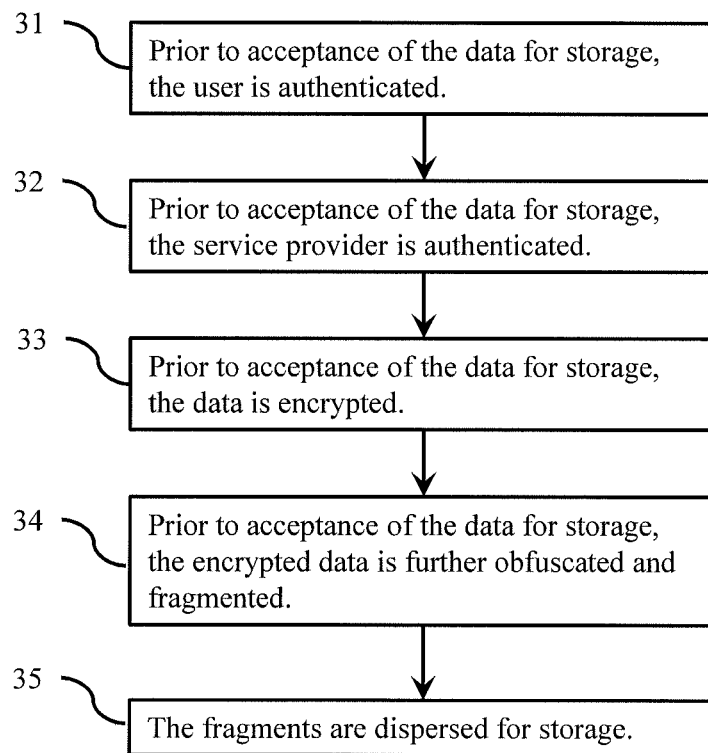 31
Prior to acceptance of the data for storage,
the user is authenticated.
32
Prior to acceptance of the data for storage,
the service provider is authenticated.
33
Prior to acceptance of the data for storage,
the data is encrypted.
34
Prior to acceptance of the data for storage,
the encrypted data is further obfuscated and
fragmented.
35
The fragments are dispersed for storage.